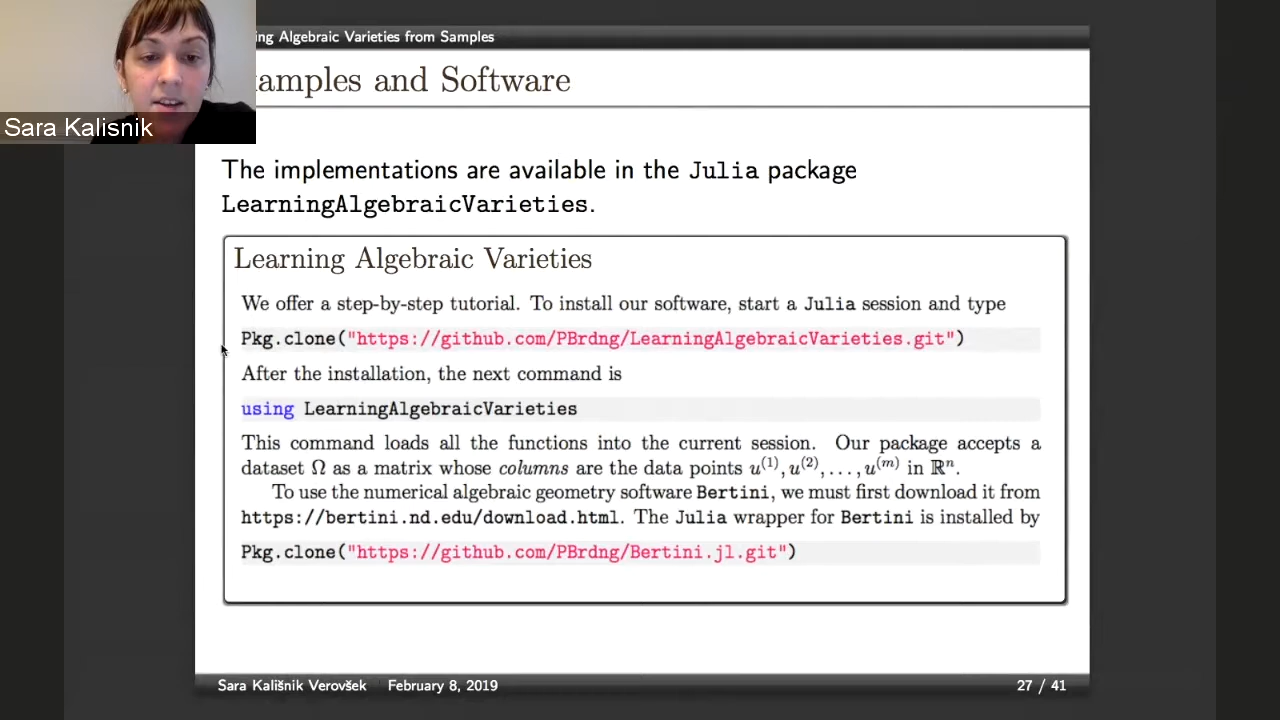 ing Algebraic Varieties from Samples
amples and Software
Sara Kalisnik
The implementations are available in the Julia package
LearningAlgebraicVarieties.
Learning Algebraic Varieties
We offer a step-by-step tutorial. To install our software, start a Julia session and type
Pkg.clone("https://github.com/PBrdng/LearningAlgebraicVarieties.git")
After the installation, the next command is
using LearningAlgebraicVarieties
This command loads all the functions into the current session. Our package accepts a
dataset Ω as a matrix whose columns are the data points u⁽¹⁾, u⁽²⁾, . . . , u⁽ᵐ⁾ in ℝⁿ.
To use the numerical algebraic geometry software Bertini, we must first download it from
https://bertini.nd.edu/download.html. The Julia wrapper for Bertini is installed by
Pkg.clone("https://github.com/PBrdng/Bertini.jl.git")
Sara Kališnik Verovšek February 8, 2019 27 / 41